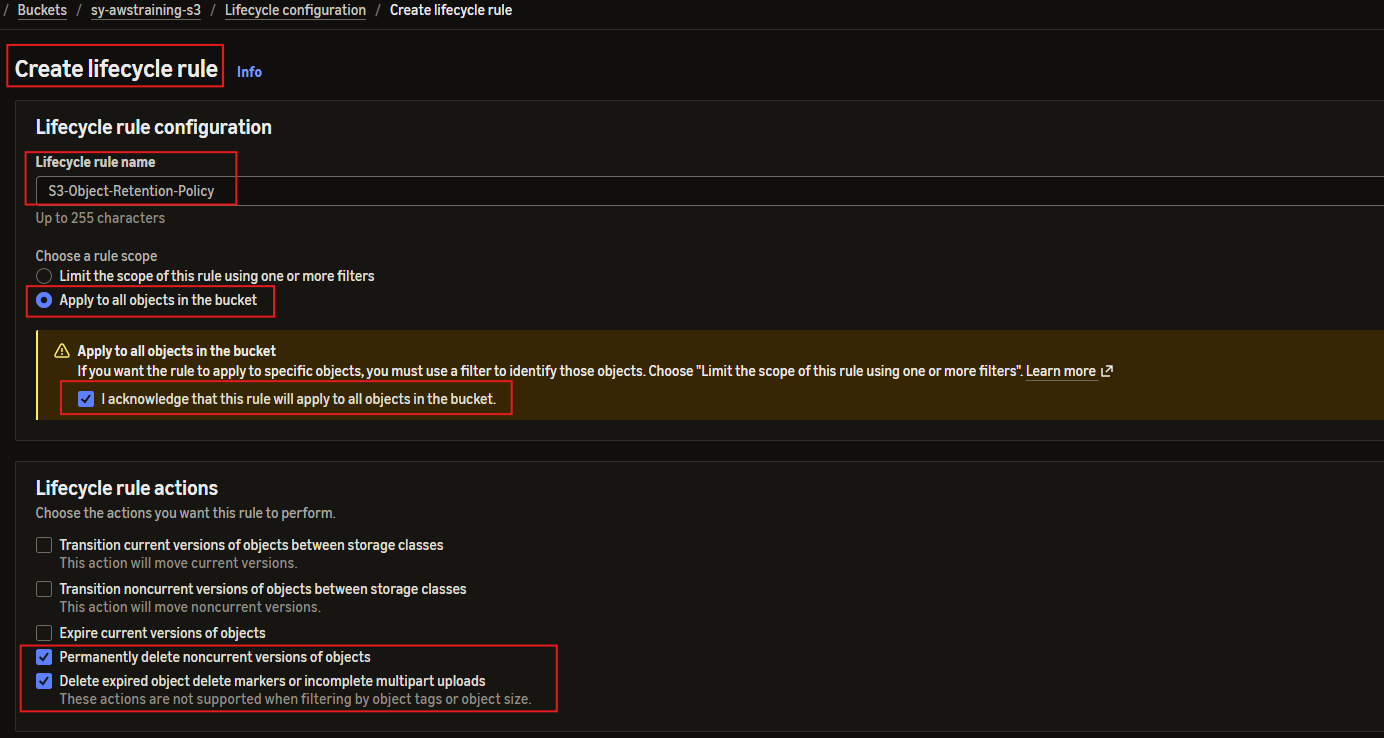 / Buckets / sy-awstraining-s3 / Lifecycle configuration / Create lifecycle rule
Create lifecycle rule Info
Lifecycle rule configuration
Lifecycle rule name
S3-Object-Retention-Policy
Up to 255 characters
Choose a rule scope
Limit the scope of this rule using one or more filters
Apply to all objects in the bucket
Apply to all objects in the bucket
If you want the rule to apply to specific objects, you must use a filter to identify those objects. Choose "Limit the scope of this rule using one or more filters". Learn more
I acknowledge that this rule will apply to all objects in the bucket.
Lifecycle rule actions
Choose the actions you want this rule to perform.
Transition current versions of objects between storage classes
This action will move current versions.
Transition noncurrent versions of objects between storage classes
This action will move noncurrent versions.
Expire current versions of objects
Permanently delete noncurrent versions of objects
Delete expired object delete markers or incomplete multipart uploads
These actions are not supported when filtering by object tags or object size.